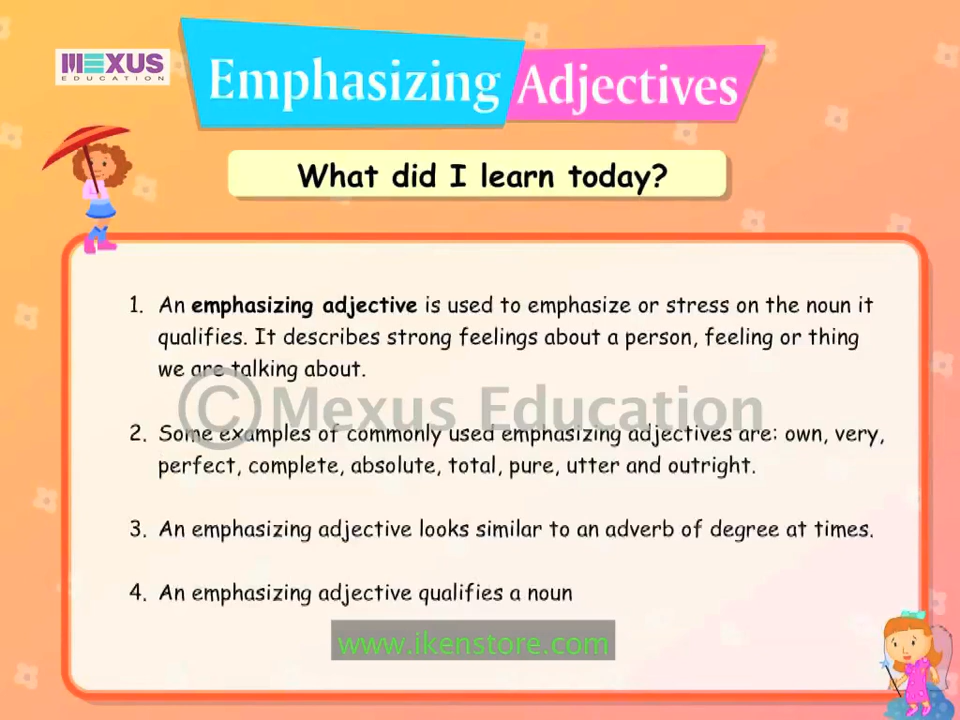 MEXUS
EDUCATION
Emphasizing Adjectives
What did I learn today?
1. An emphasizing adjective is used to emphasize or stress on the noun it
qualifies. It describes strong feelings about a person, feeling or thing
we are talking about.
© Mexus Education
2. Some examples of commonly used emphasizing adjectives are: own, very,
perfect, complete, absolute, total, pure, utter and outright.
3. An emphasizing adjective looks similar to an adverb of degree at times.
4. An emphasizing adjective qualifies a noun
www.ikenstore.com